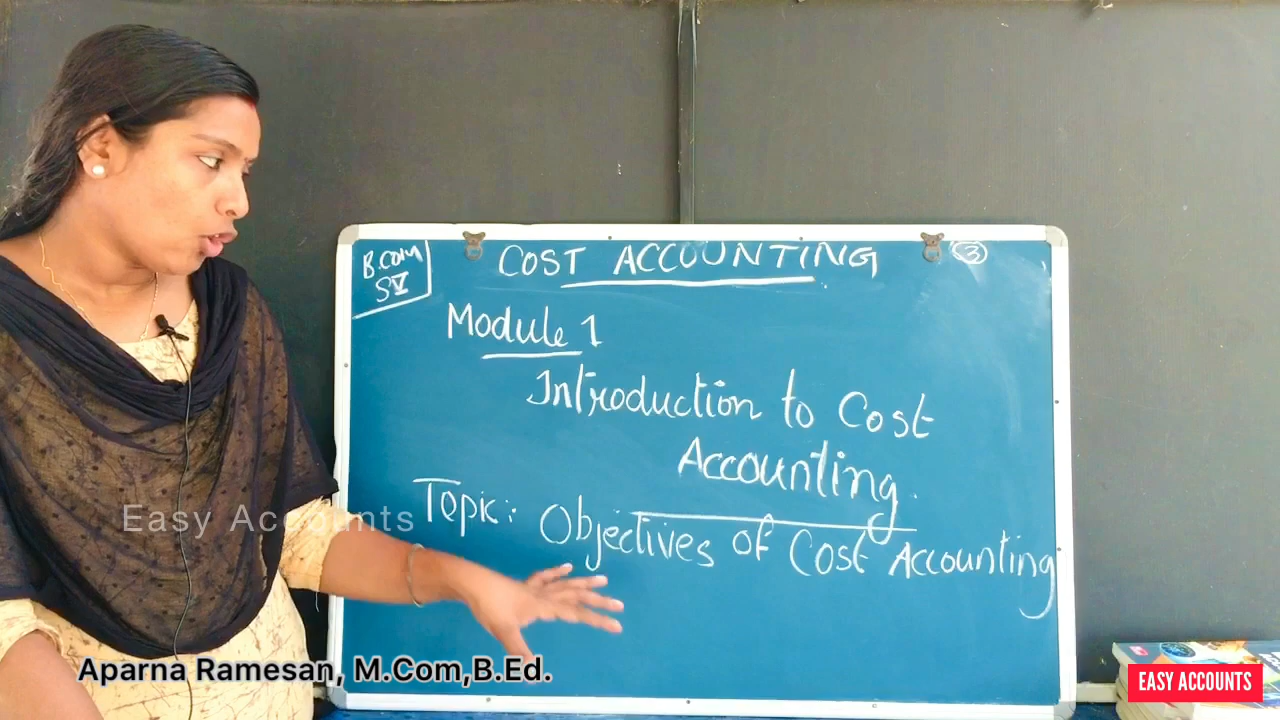 B.COM
SV
COST ACCOUNTING
3
Module 1
Introduction to Cost
Accounting.
Topic: Objectives of Cost Accounting
Easy Accounts
Aparna Ramesan, M.Com,B.Ed.
EASY ACCOUNTS